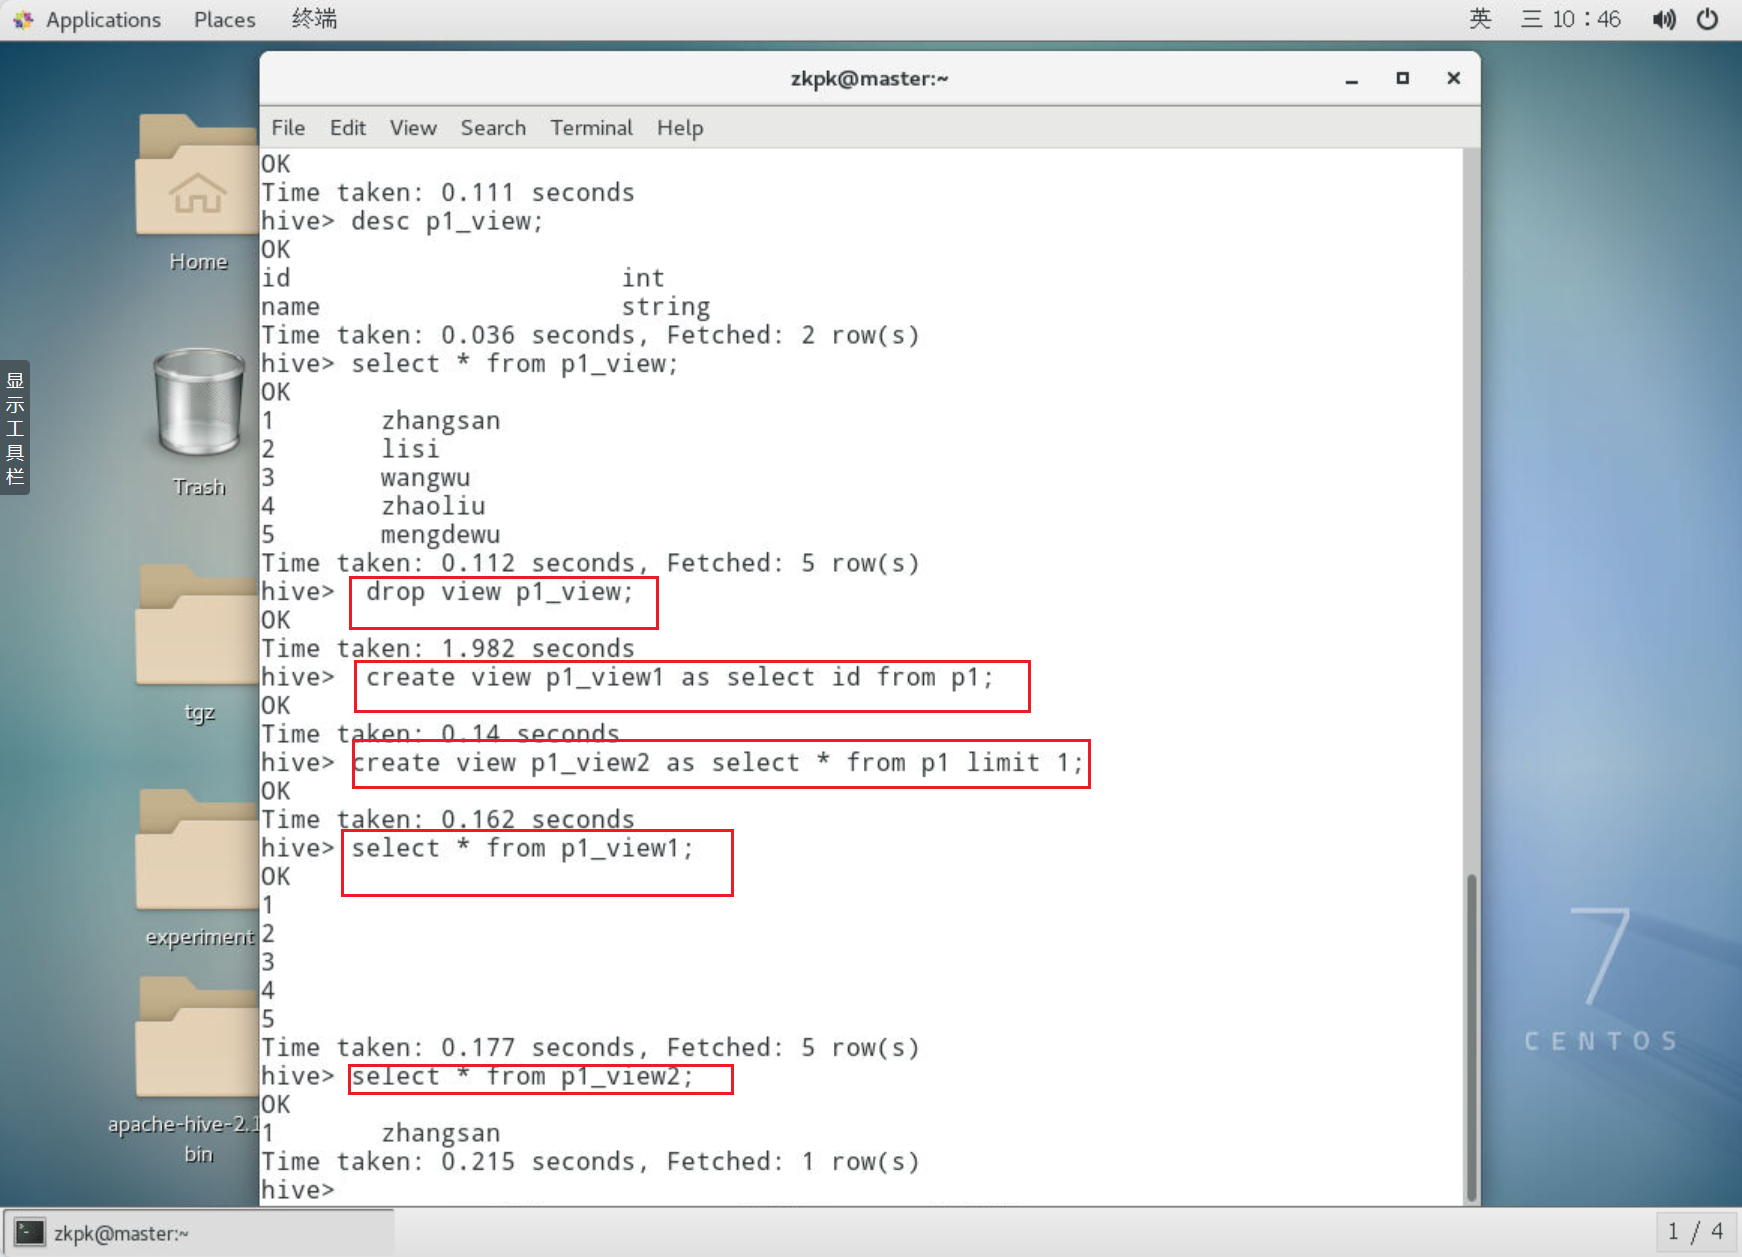 Applications Places 终端 英 三 10：46
zkpk@master:~
File Edit View Search Terminal Help
OK
Time taken: 0.111 seconds
hive> desc p1_view;
OK
id int
name string
Time taken: 0.036 seconds, Fetched: 2 row(s)
hive> select * from p1_view;
OK
1 zhangsan
2 lisi
3 wangwu
4 zhaoliu
5 mengdewu
Time taken: 0.112 seconds, Fetched: 5 row(s)
hive> drop view p1_view;
OK
Time taken: 1.982 seconds
hive> create view p1_view1 as select id from p1;
OK
Time taken: 0.14 seconds
hive> create view p1_view2 as select * from p1 limit 1;
OK
Time taken: 0.162 seconds
hive> select * from p1_view1;
OK
1
2
3
4
5
Time taken: 0.177 seconds, Fetched: 5 row(s)
hive> select * from p1_view2;
OK
1 zhangsan
Time taken: 0.215 seconds, Fetched: 1 row(s)
hive>
Home
Trash
显示工具栏
tgz
experiment
apache-hive-2.1
bin
7
CENTOS
zkpk@master:~
1 / 4